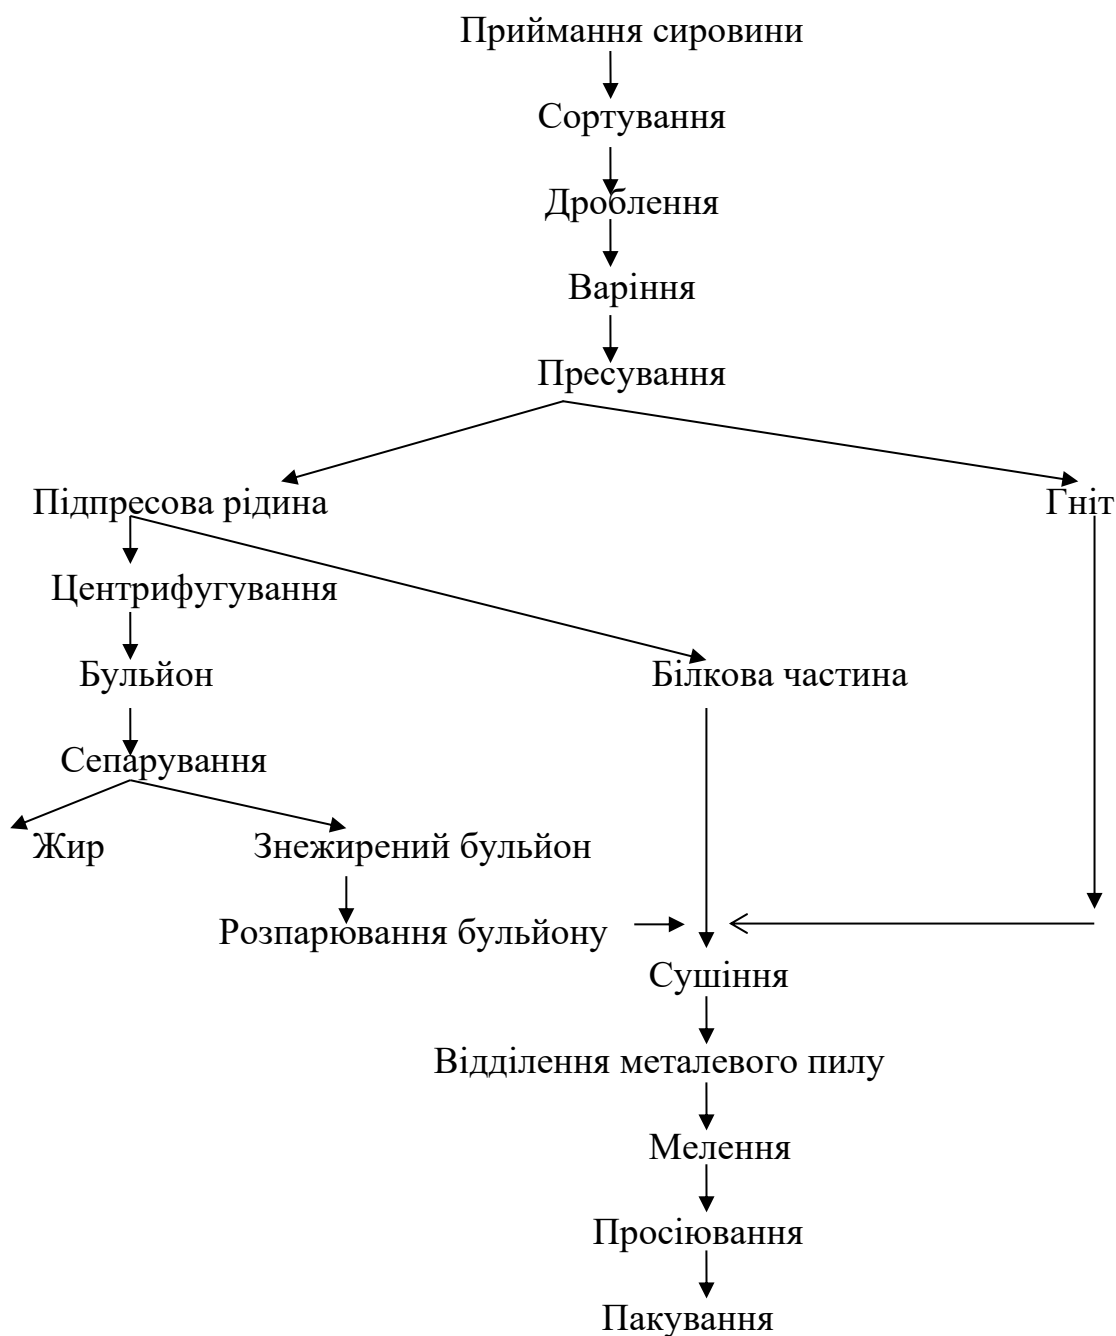 Приймання сировини
Сортування
Дроблення
Варіння
Пресування
Підпресова рідина
Гніт
Центрифугування
Бульйон
Білкова частина
Сепарування
Жир
Знежирений бульйон
Розпарювання бульйону
Сушіння
Відділення металевого пилу
Мелення
Просіювання
Пакування